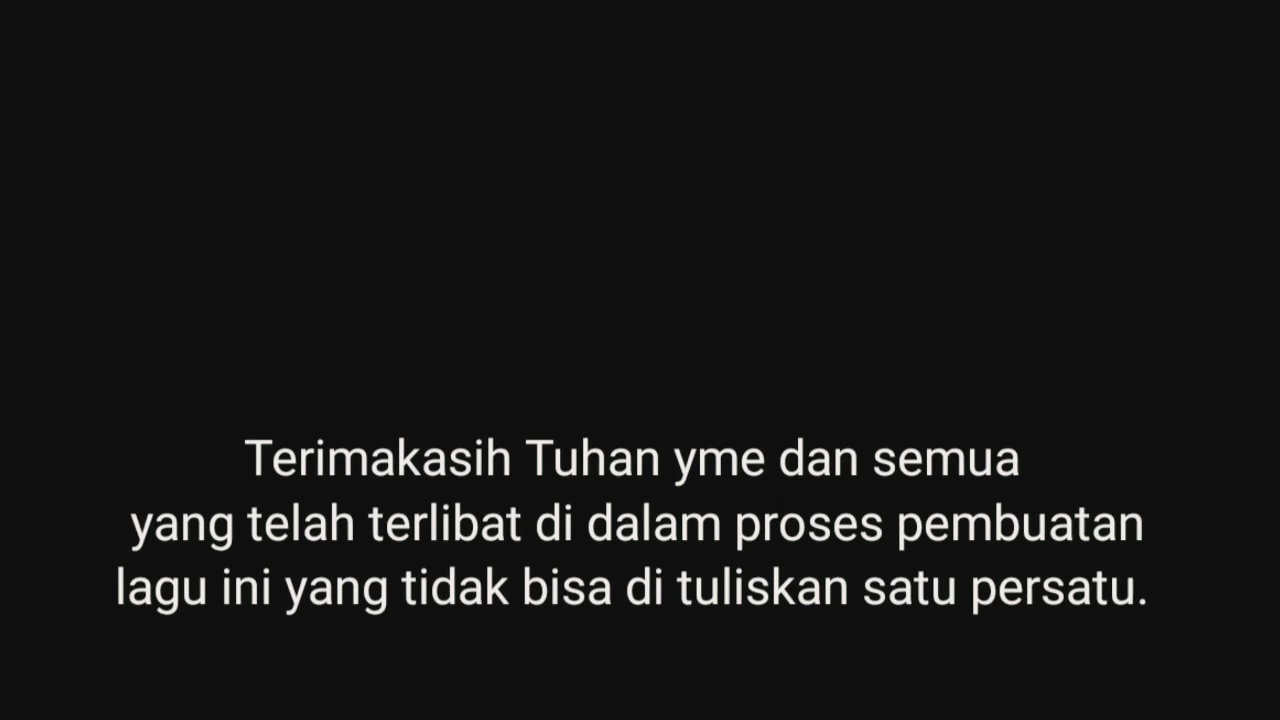 Terimakasih Tuhan yme dan semua
yang telah terlibat di dalam proses pembuatan
lagu ini yang tidak bisa di tuliskan satu persatu.